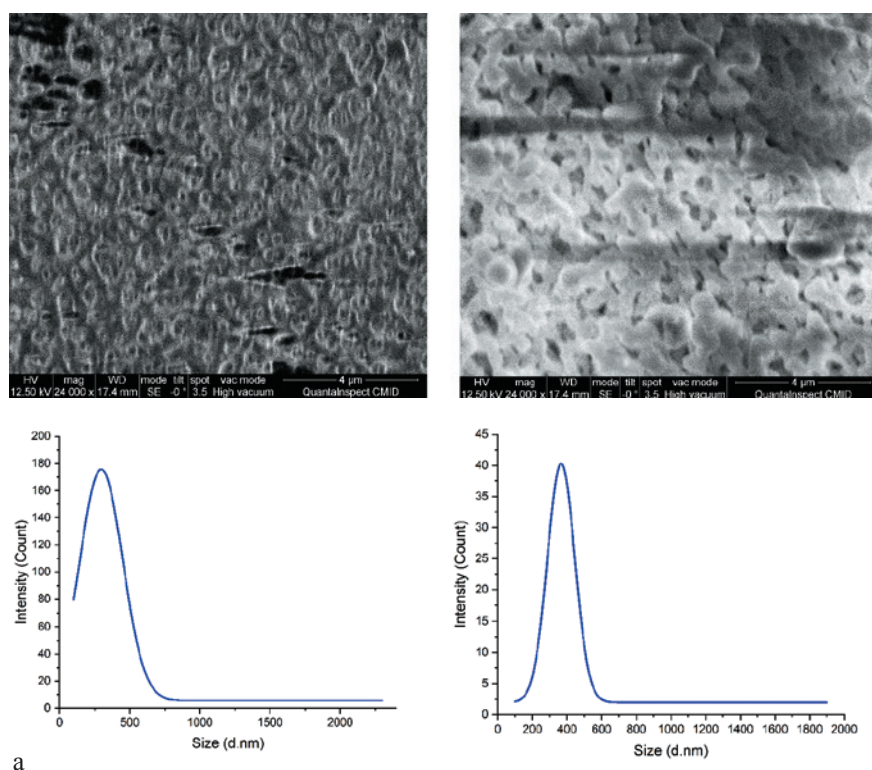 HV mag WD mode tilt spot vac mode 4 µm
12.50 kV 24 000 x 17.4 mm SE -0 ° 3.5 High vacuum QuantaInspect CMID
HV mag WD mode tilt spot vac mode 4 µm
12.50 kV 24 000 x 17.4 mm SE -0 ° 3.5 High vacuum QuantaInspect CMID
200
180
160
140
120
100
80
60
40
20
0
Intensity (Count)
0 500 1000 1500 2000
Size (d.nm)
45
40
35
30
25
20
15
10
5
0
Intensity (Count)
0 200 400 600 800 1000 1200 1400 1600 1800 2000
Size (d.nm)
a